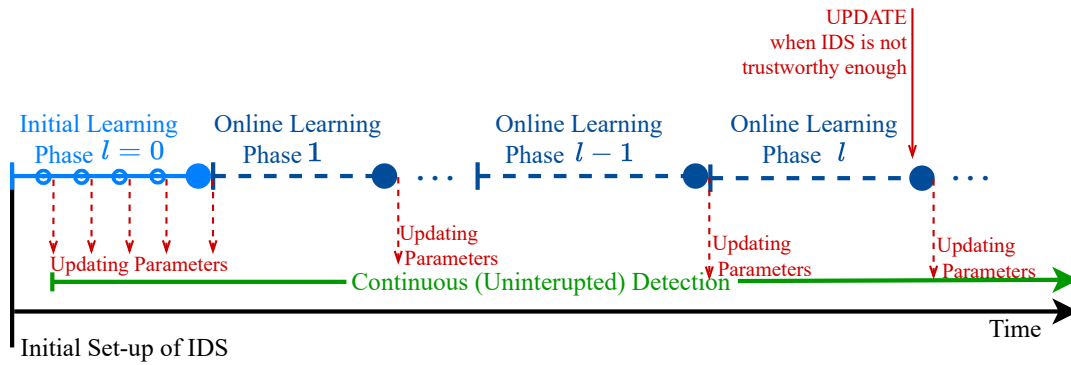 UPDATE
when IDS is not
trustworthy enough
Initial Learning
Phase l = 0
Online Learning
Phase 1
...
Online Learning
Phase l − 1
Online Learning
Phase l
...
Updating Parameters
Updating
Parameters
Updating
Parameters
Updating
Parameters
Continuous (Uninterupted) Detection
Time
Initial Set-up of IDS